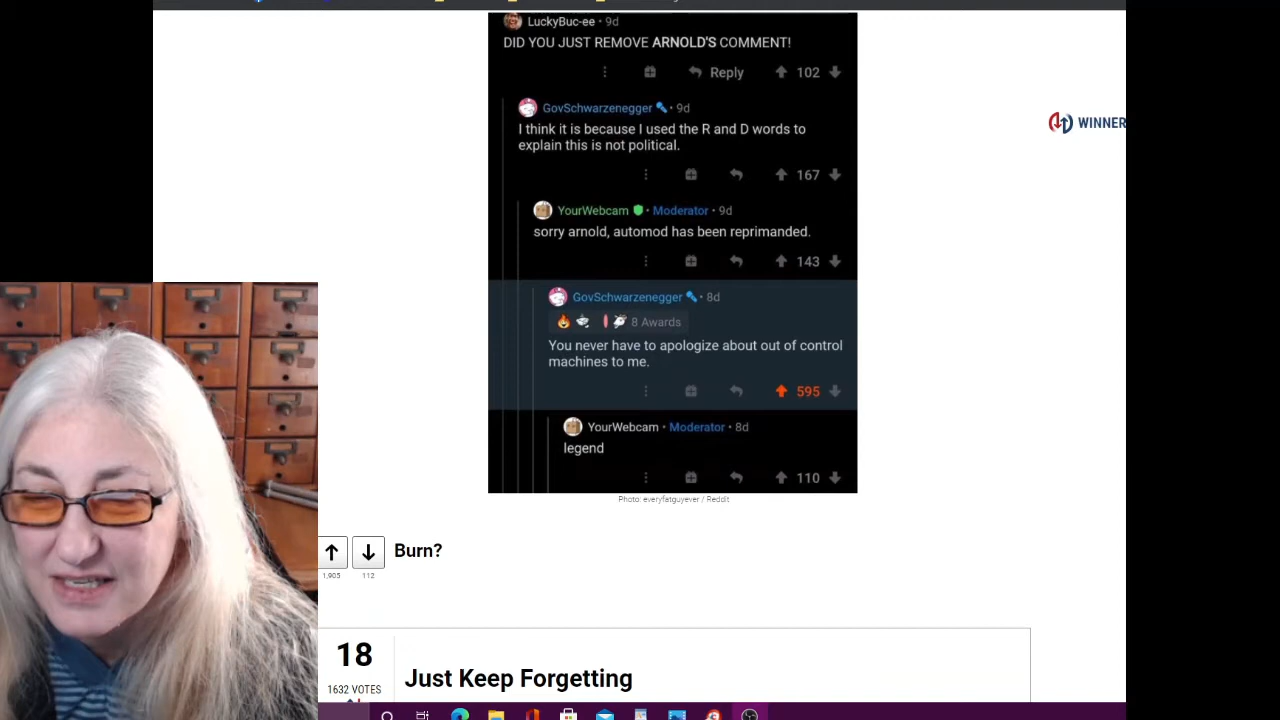 LuckyBuc-ee • 9d
DID YOU JUST REMOVE ARNOLD'S COMMENT!
Reply 102
GovSchwarzenegger • 9d
I think it is because I used the R and D words to
explain this is not political.
167
YourWebcam • Moderator • 9d
sorry arnold, automod has been reprimanded.
143
GovSchwarzenegger • 8d
8 Awards
You never have to apologize about out of control
machines to me.
595
YourWebcam • Moderator • 8d
legend
110
Photo: everyfatguyever / Reddit
WINNER
Burn?
1,905 112
18
1632 VOTES
Just Keep Forgetting